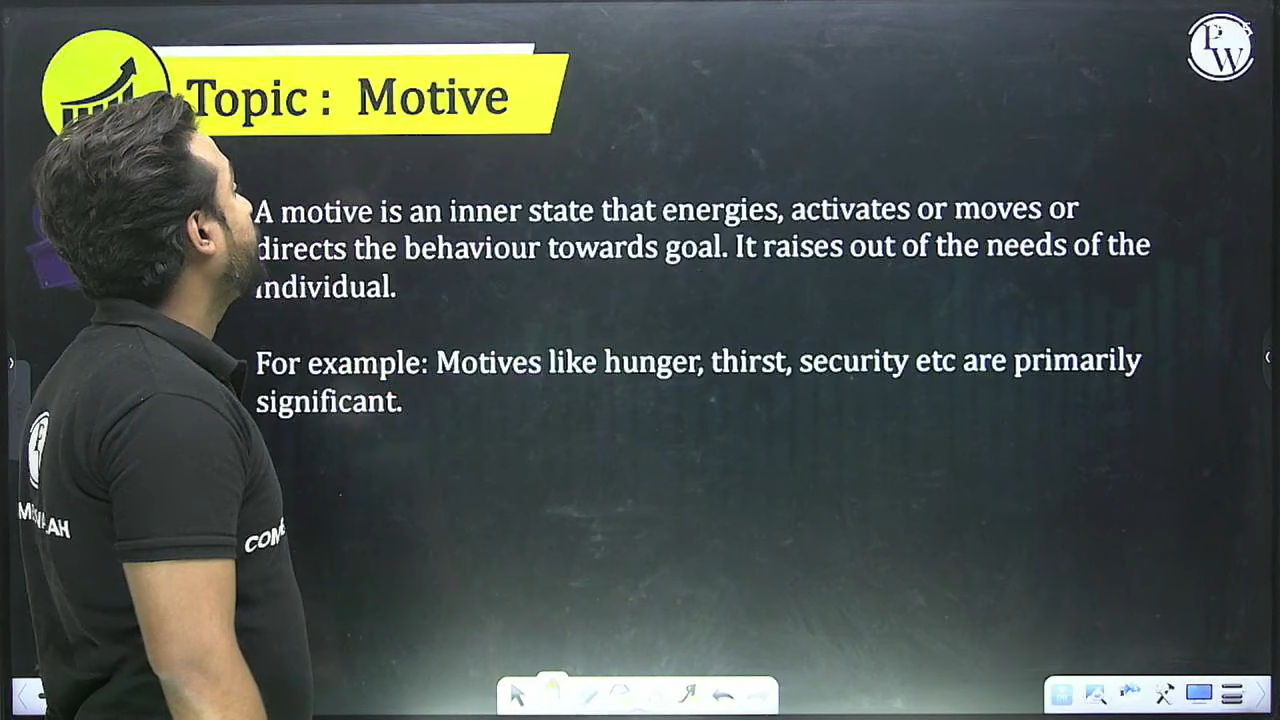 PW
Topic : Motive
A motive is an inner state that energies, activates or moves or
directs the behaviour towards goal. It raises out of the needs of the
individual.
For example: Motives like hunger, thirst, security etc are primarily
significant.